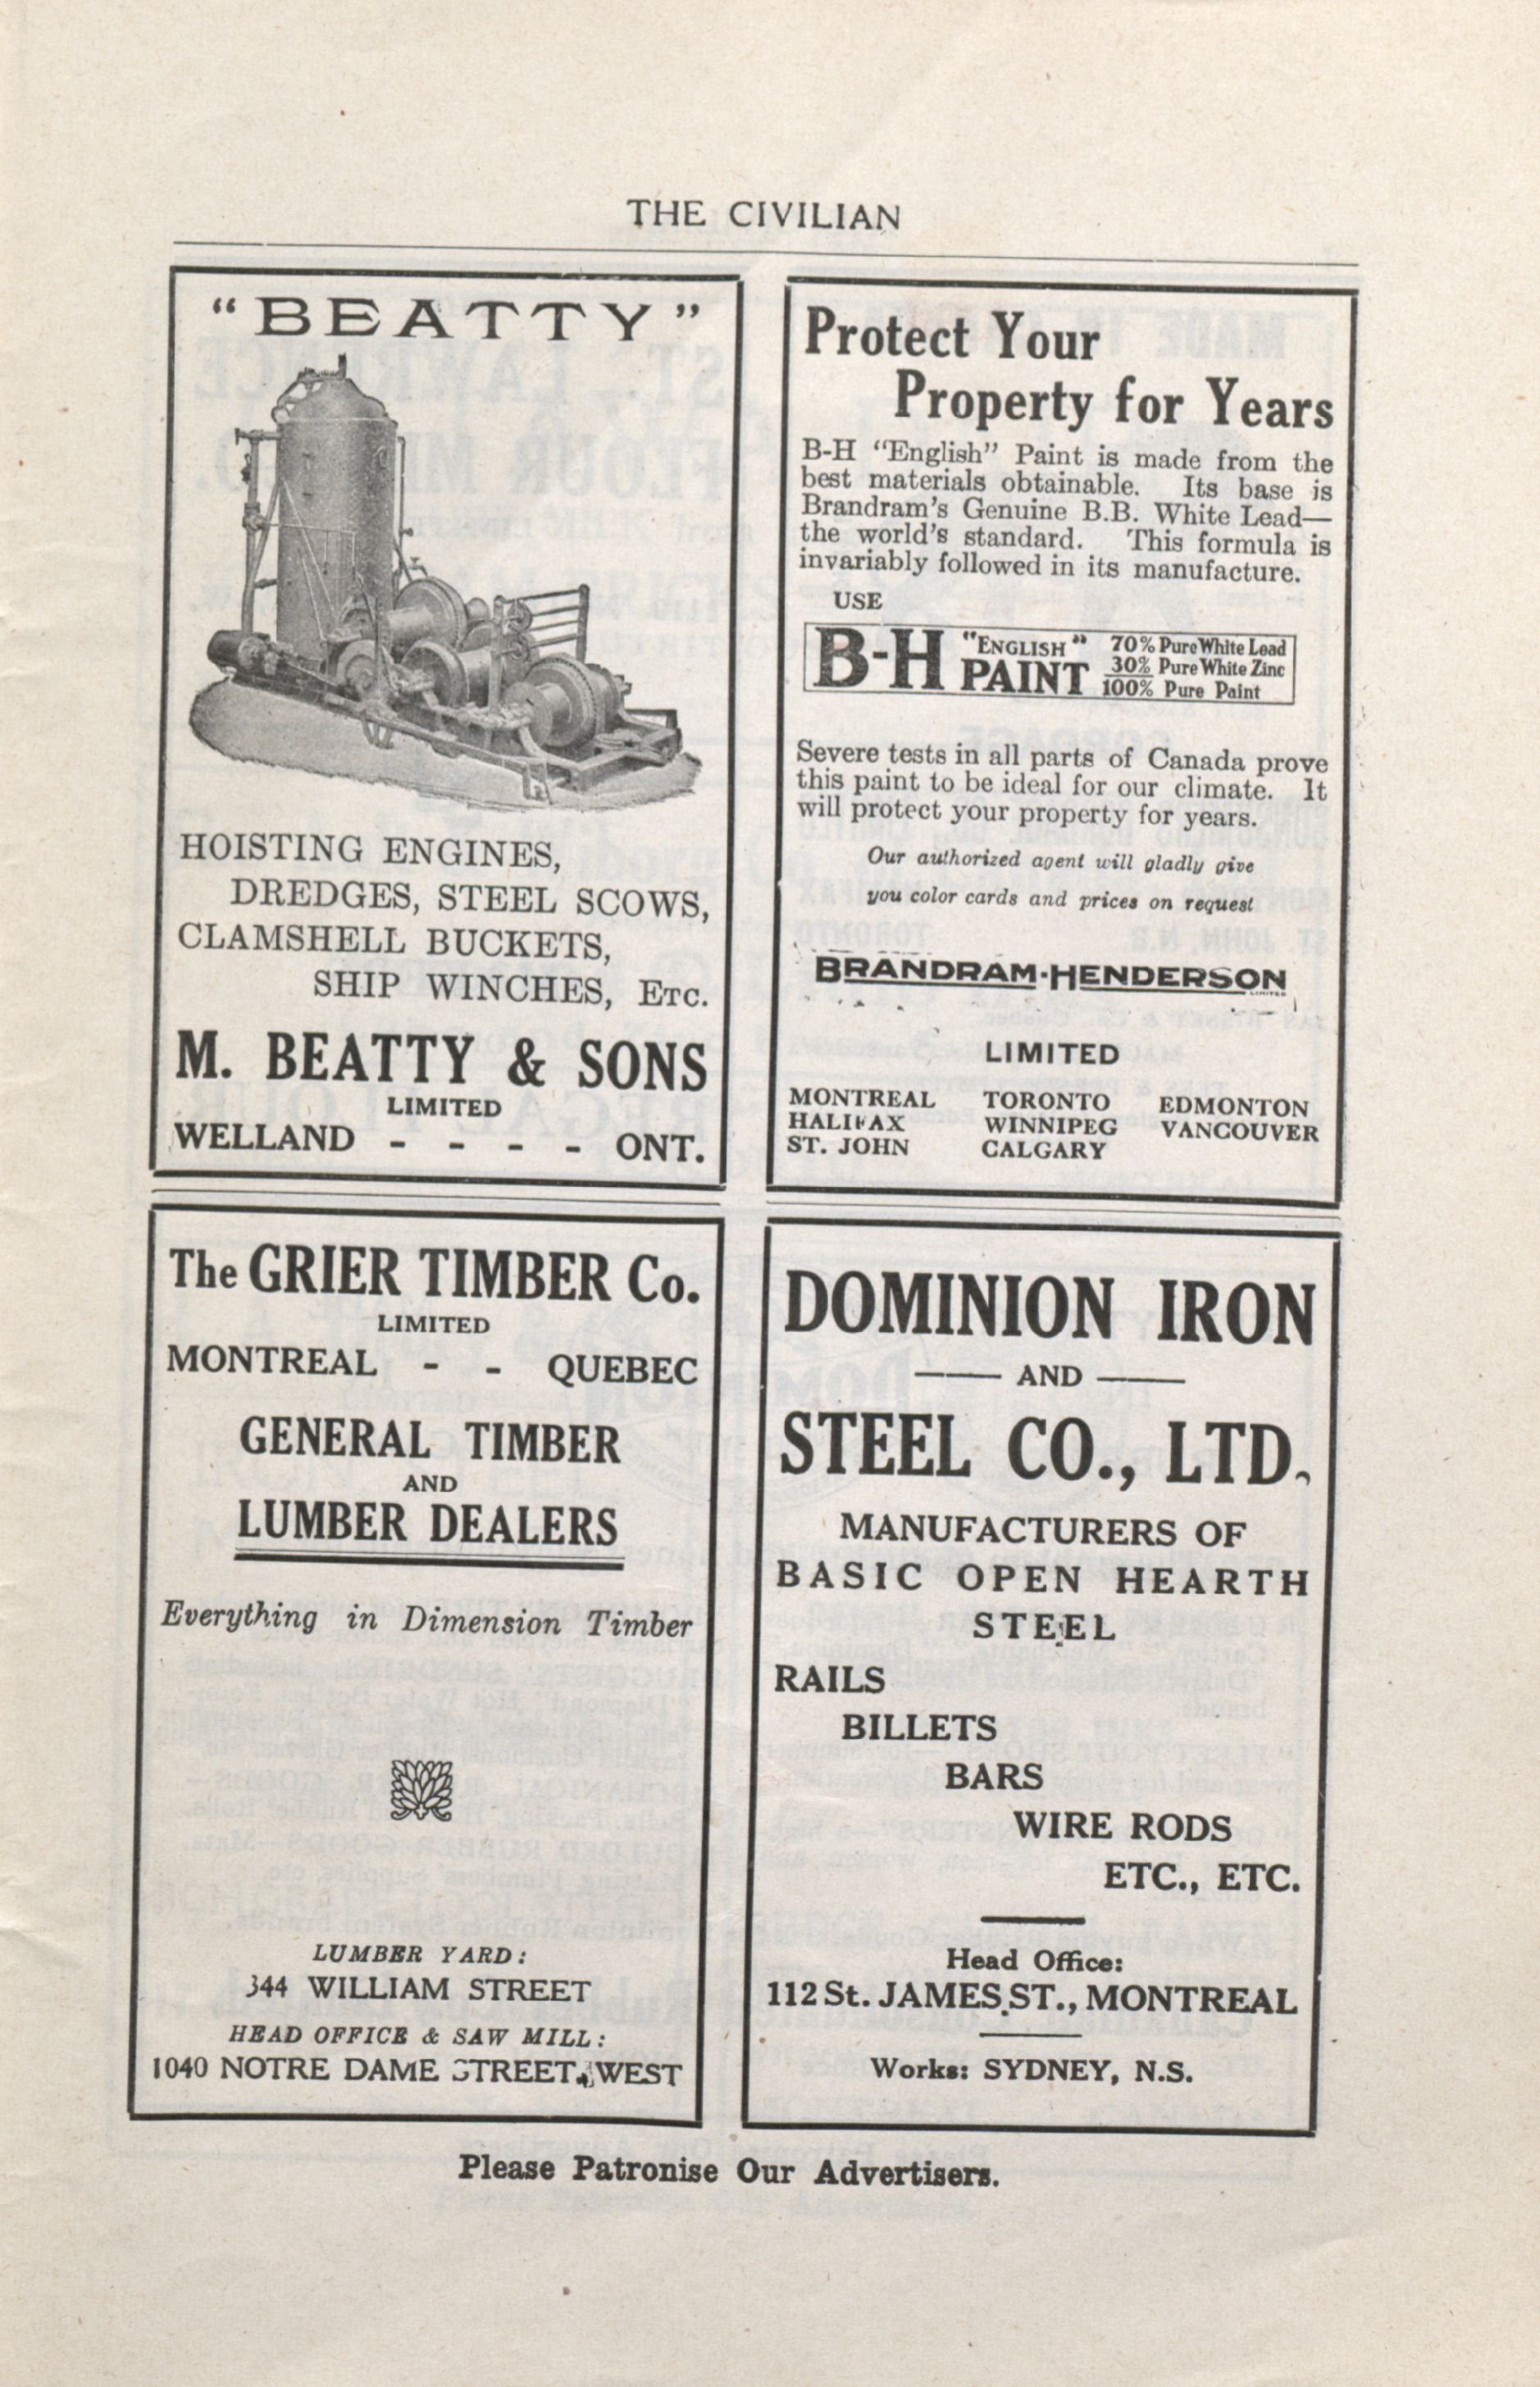 THE CIVILIAN
"BEATTY"
HOISTING ENGINES,
DREDGES, STEEL SCOWS,
CLAMSHELL BUCKETS,
SHIP WINCHES, ETC.
M. BEATTY & SONS
LIMITED
WELLAND - - - - ONT.
Protect Your
Property for Years
B-H "English" Paint is made from the
best materials obtainable. Its base is
Brandram's Genuine B.B. White Lead—
the world's standard. This formula is
invariably followed in its manufacture.
USE
B-H "ENGLISH" PAINT
70% Pure White Lead
30% Pure White Zinc
100% Pure Paint
Severe tests in all parts of Canada prove
this paint to be ideal for our climate. It
will protect your property for years.
Our authorized agent will gladly give
you color cards and prices on request
BRANDRAM-HENDERSON
LIMITED
LIMITED
MONTREAL TORONTO EDMONTON
HALIFAX WINNIPEG VANCOUVER
ST. JOHN CALGARY
The GRIER TIMBER Co.
LIMITED
MONTREAL - - QUEBEC
GENERAL TIMBER
AND
LUMBER DEALERS
Everything in Dimension Timber
LUMBER YARD:
344 WILLIAM STREET
HEAD OFFICE & SAW MILL:
1040 NOTRE DAME STREET, WEST
DOMINION IRON
AND
STEEL CO., LTD.
MANUFACTURERS OF
BASIC OPEN HEARTH
STEEL
RAILS
BILLETS
BARS
WIRE RODS
ETC., ETC.
Head Office:
112 St. JAMES ST., MONTREAL
Works: SYDNEY, N.S.
Please Patronise Our Advertisers.